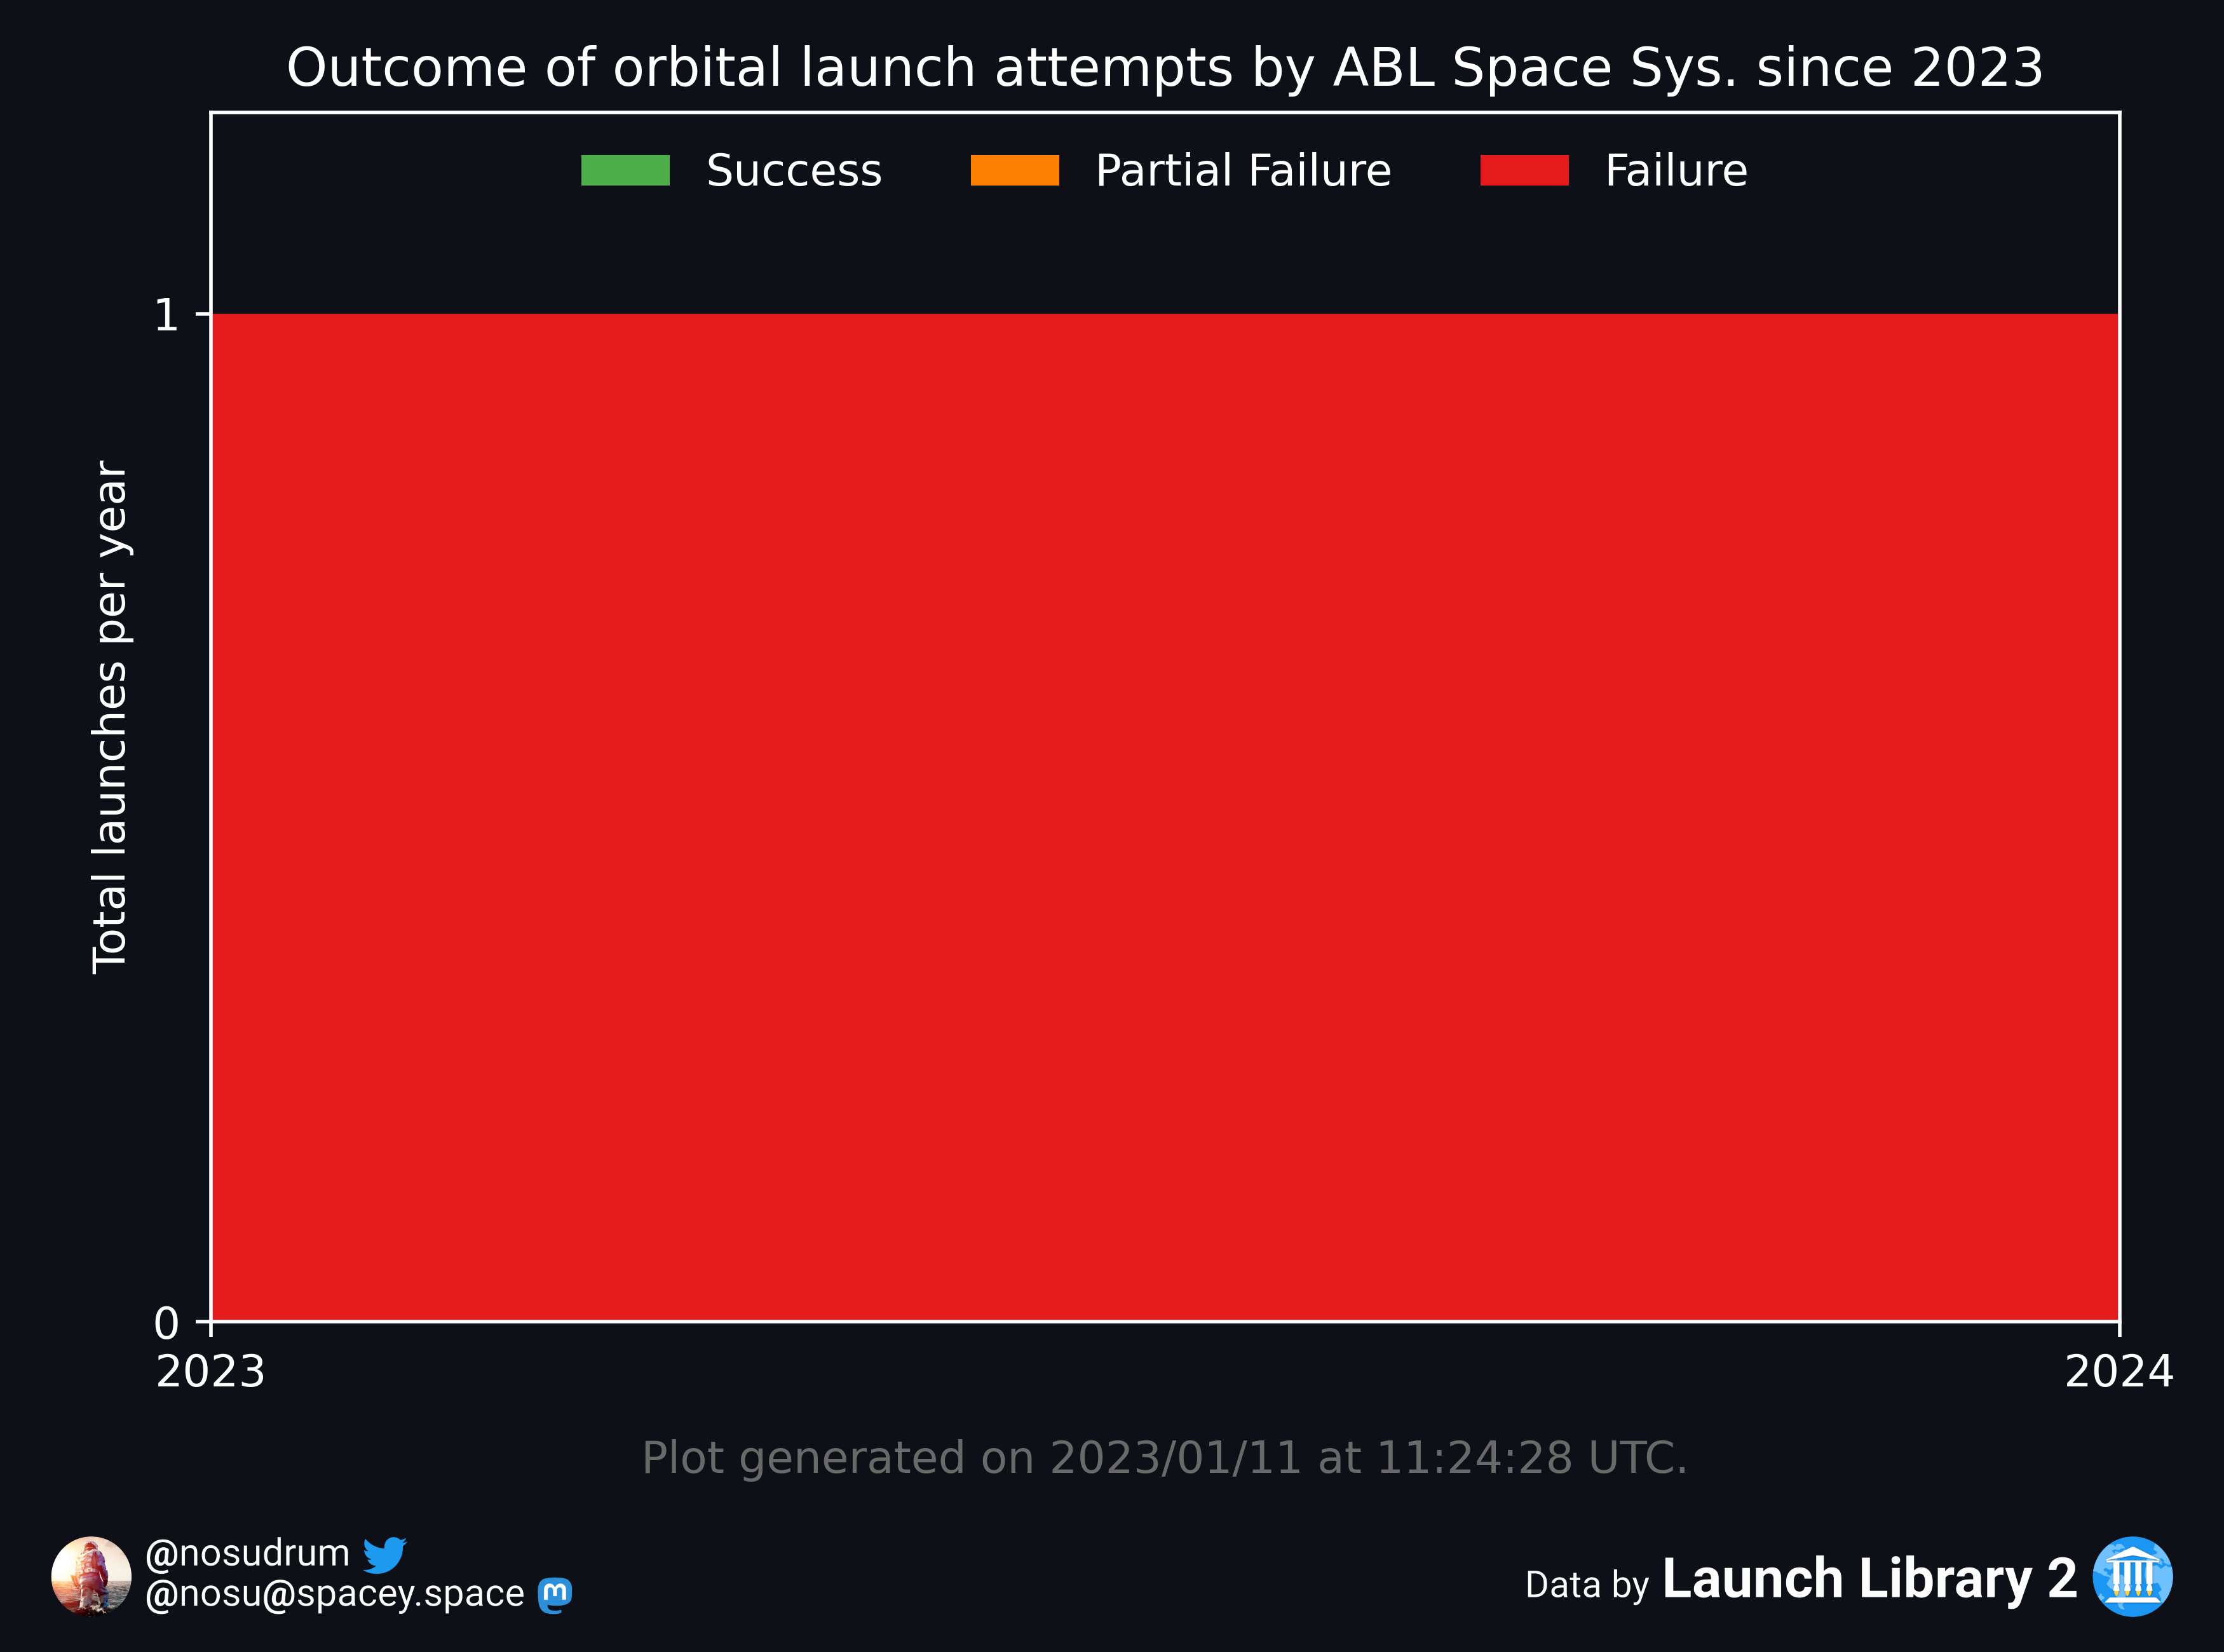 Outcome of orbital launch attempts by ABL Space Sys. since 2023
Success Partial Failure Failure
Total launches per year
1
0
2023 2024
Plot generated on 2023/01/11 at 11:24:28 UTC.
@nosudrum
@nosu@spacey.space
Data by Launch Library 2